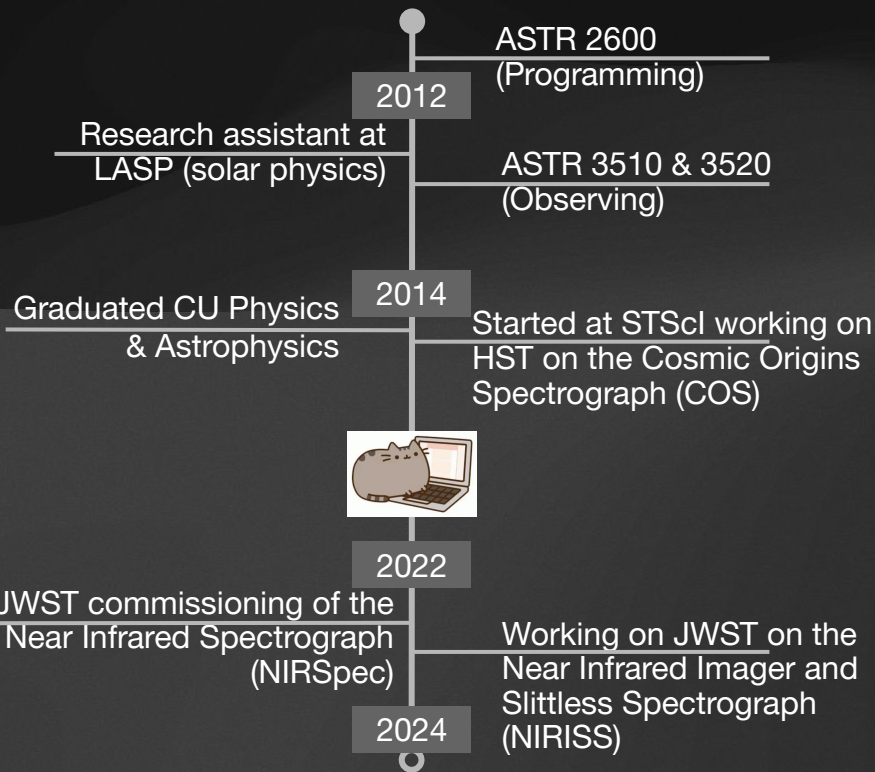 ASTR 2600
(Programming)
2012
Research assistant at
LASP (solar physics)
ASTR 3510 & 3520
(Observing)
2014
Graduated CU Physics
& Astrophysics
Started at STScI working on
HST on the Cosmic Origins
Spectrograph (COS)
2022
JWST commissioning of the
Near Infrared Spectrograph
(NIRSpec)
Working on JWST on the
Near Infrared Imager and
Slittless Spectrograph
(NIRISS)
2024